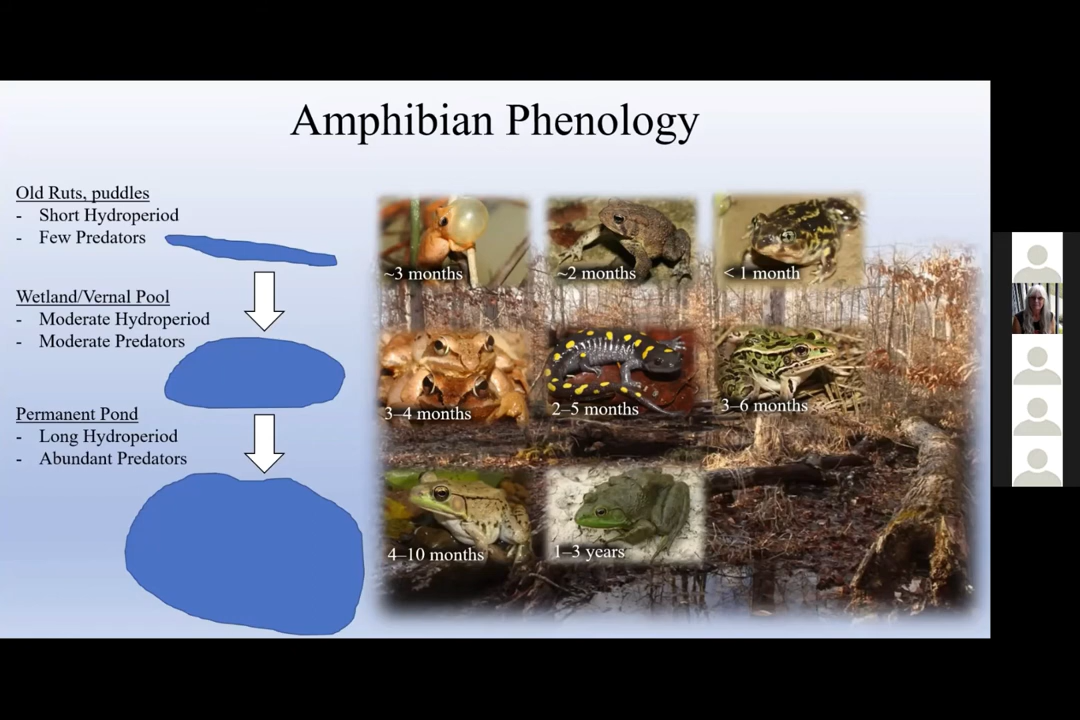 Amphibian Phenology
Old Ruts, puddles
- Short Hydroperiod
- Few Predators
Wetland/Vernal Pool
- Moderate Hydroperiod
- Moderate Predators
Permanent Pond
- Long Hydroperiod
- Abundant Predators
~3 months
~2 months
< 1 month
3–4 months
2–5 months
3–6 months
4–10 months
1–3 years